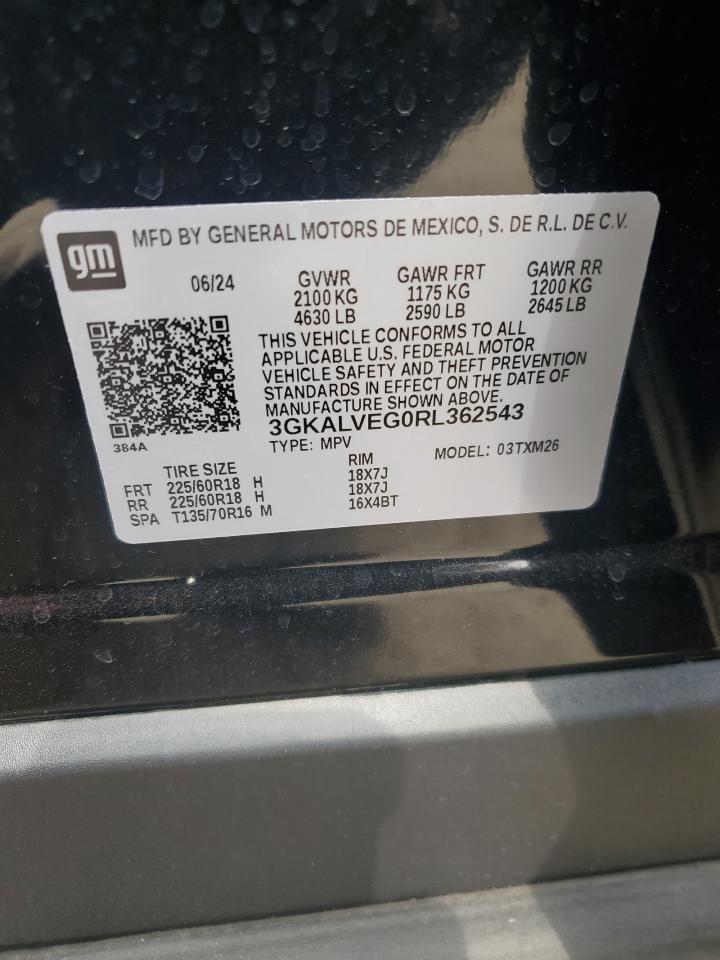 gm
MFD BY GENERAL MOTORS DE MEXICO, S. DE R.L. DE C.V.
06/24 GVWR GAWR FRT GAWR RR
2100 KG 1175 KG 1200 KG
4630 LB 2590 LB 2645 LB
THIS VEHICLE CONFORMS TO ALL
APPLICABLE U.S. FEDERAL MOTOR
VEHICLE SAFETY AND THEFT PREVENTION
STANDARDS IN EFFECT ON THE DATE OF
MANUFACTURE SHOWN ABOVE.
3GKALVEG0RL362543
384A
TYPE: MPV MODEL: 03TXM26
TIRE SIZE RIM
FRT 225/60R18 H 18X7J
RR 225/60R18 H 18X7J
SPA T135/70R16 M 16X4BT